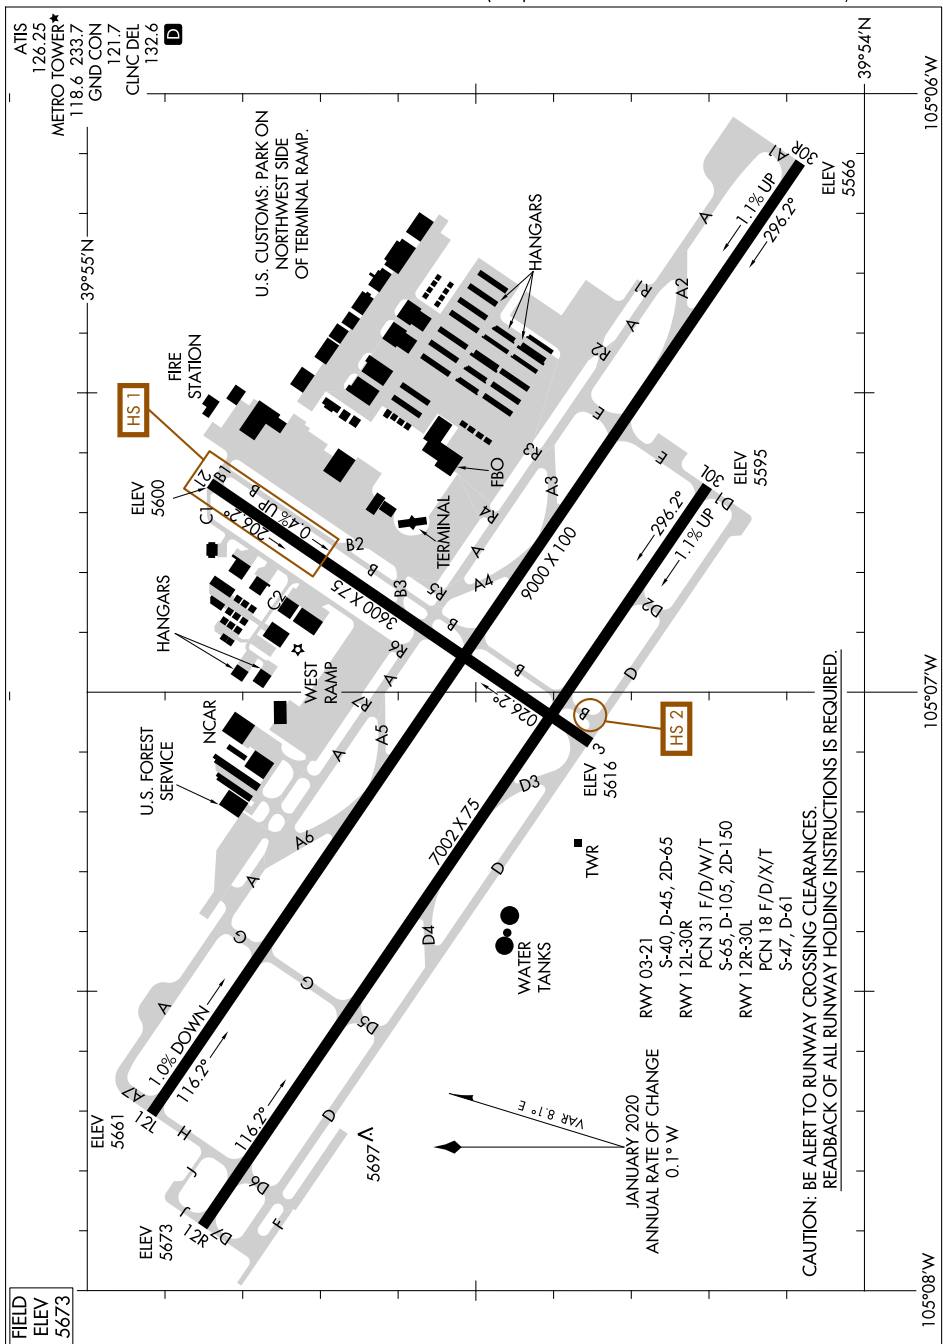 FIELD
ELEV
5673
ATIS
126.25
METRO TOWER★
118.6 233.7
GND CON
121.7
CLNC DEL
132.6
D
39°55'N
39°54'N
105°06'W
105°07'W
105°08'W
U.S. CUSTOMS: PARK ON
NORTHWEST SIDE
OF TERMINAL RAMP.
HS 1
FIRE
STATION
ELEV
5600
21
B1
B
C1
206.2°
0.4% UP
B2
B
C2
3600 X 75
B3
HANGARS
HANGARS
FBO
TERMINAL
WEST
RAMP
NCAR
U.S. FOREST
SERVICE
R1
R2
R3
R4
R5
R6
R7
A
A
A
A
A
A
A
A1
A2
A3
A4
A5
A6
A7
30R
ELEV
5566
1.1% UP
296.2°
9000 X 100
E
E
30L
D1
ELEV
5595
296.2°
1.1% UP
D2
D
B
B
026.2°
B
HS 2
3
ELEV
5616
D3
D
7002 X 75
TWR
D4
WATER
TANKS
G
G
D5
D
1.0% DOWN
116.2°
12L
ELEV
5661
H
J
J
116.2°
D6
12R
D7
F
ELEV
5673
5697
VAR 8.1° E
JANUARY 2020
ANNUAL RATE OF CHANGE
0.1° W
RWY 03-21
S-40, D-45, 2D-65
RWY 12L-30R
PCN 31 F/D/W/T
S-65, D-105, 2D-150
RWY 12R-30L
PCN 18 F/D/X/T
S-47, D-61
CAUTION: BE ALERT TO RUNWAY CROSSING CLEARANCES.
READBACK OF ALL RUNWAY HOLDING INSTRUCTIONS IS REQUIRED.